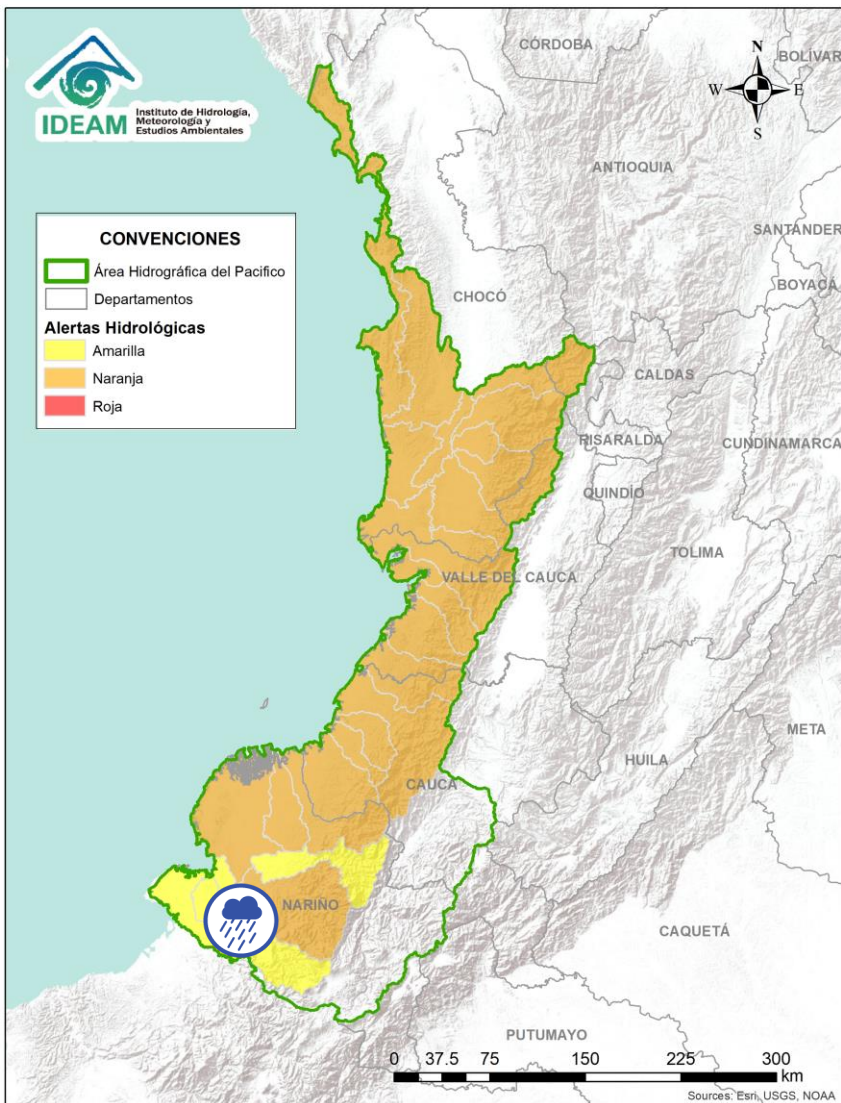 IDEAM
Instituto de Hidrología,
Meteorología y
Estudios Ambientales
CONVENCIONES
Área Hidrográfica del Pacifico
Departamentos
Alertas Hidrológicas
Amarilla
Naranja
Roja
N
W
E
S
CÓRDOBA
BOLÍVAR
ANTIOQUIA
SANTANDER
BOYACÁ
CHOCÓ
CALDAS
RISARALDA
CUNDINAMARCA
QUINDÍO
TOLIMA
VALLE DEL CAUCA
META
HUILA
CAUCA
NARIÑO
CAQUETÁ
PUTUMAYO
0 37.5 75 150 225 300
km
Sources: Esri, USGS, NOAA